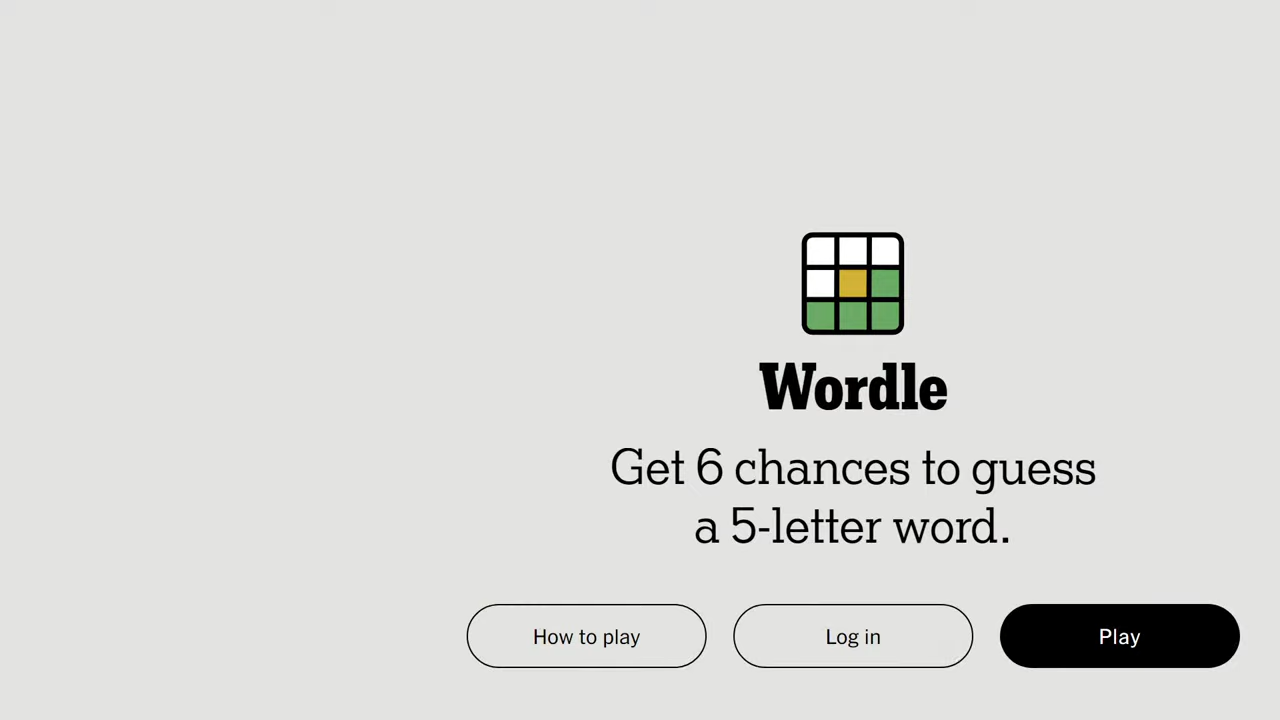 Wordle
Get 6 chances to guess
a 5-letter word.
How to play
Log in
Play